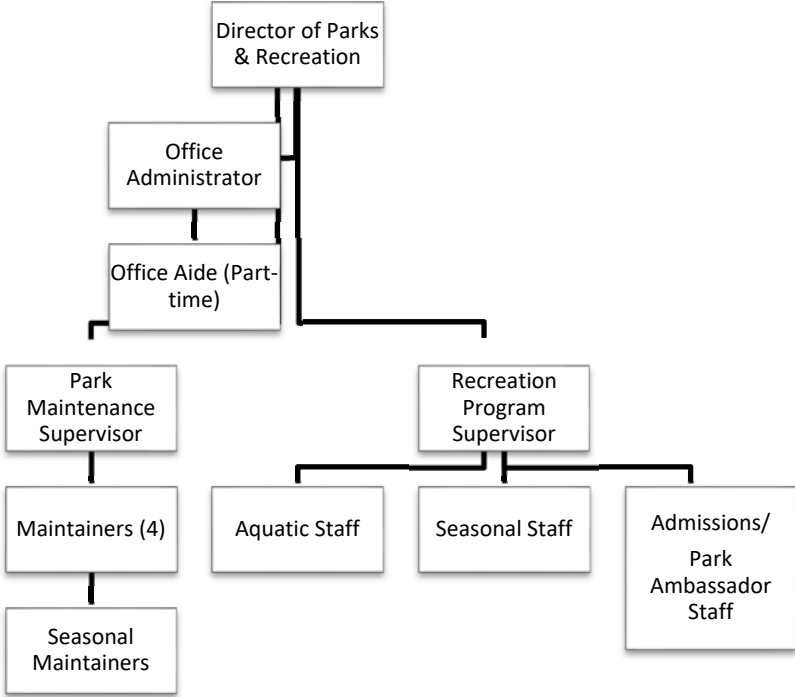 Director of Parks
& Recreation
Office
Administrator
Office Aide (Part-
time)
Park
Maintenance
Supervisor
Recreation
Program
Supervisor
Maintainers (4)
Aquatic Staff
Seasonal Staff
Admissions/
Park
Ambassador
Staff
Seasonal
Maintainers